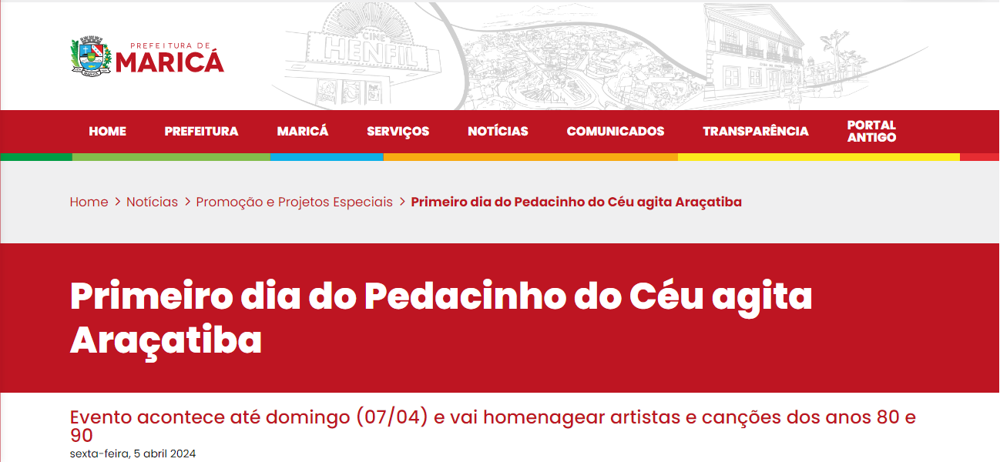 PREFEITURA DE
MARICÁ
CINE
HENFIL
HOME PREFEITURA MARICÁ SERVIÇOS NOTÍCIAS COMUNICADOS TRANSPARÊNCIA PORTAL ANTIGO
Home > Notícias > Promoção e Projetos Especiais > Primeiro dia do Pedacinho do Céu agita Araçatiba
Primeiro dia do Pedacinho do Céu agita
Araçatiba
Evento acontece até domingo (07/04) e vai homenagear artistas e canções dos anos 80 e
90
sexta-feira, 5 abril 2024